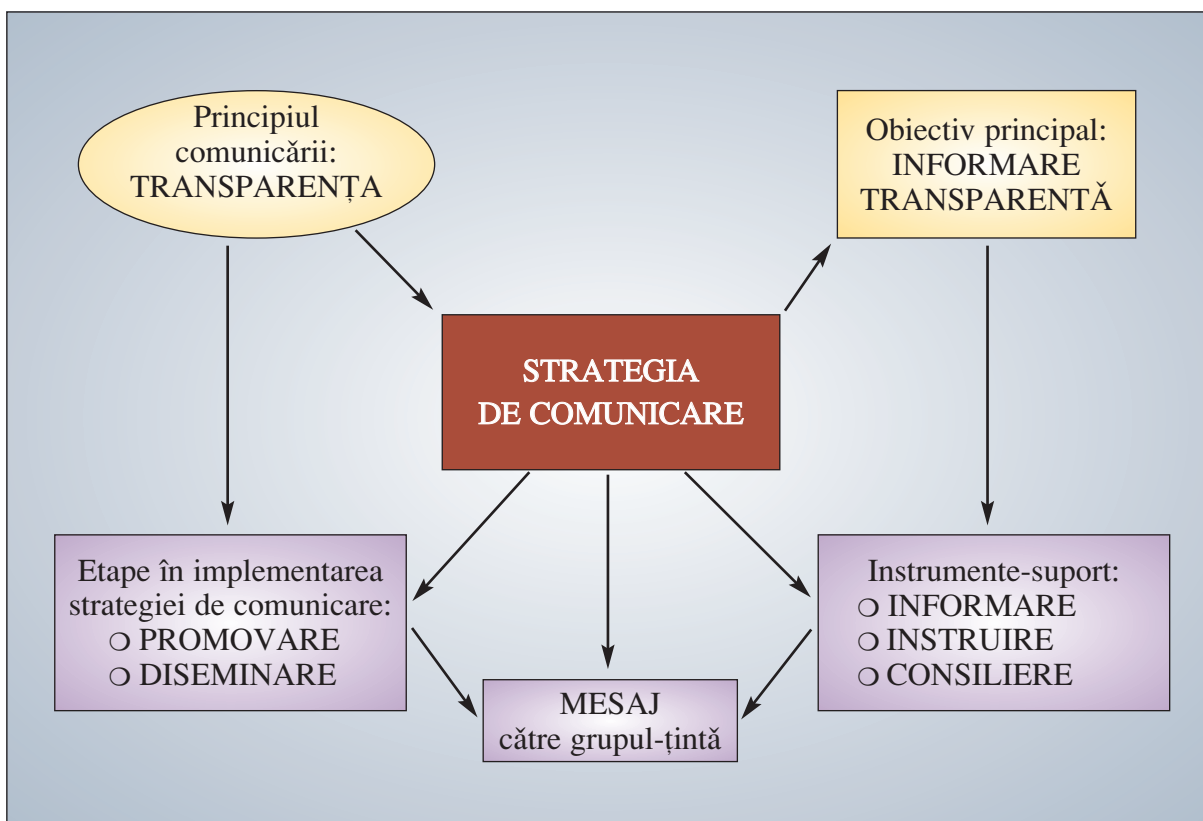 Principiul
comunicării:
TRANSPARENȚA
Obiectiv principal:
INFORMARE
TRANSPARENTĂ
STRATEGIA
DE COMUNICARE
Etape în implementarea
strategiei de comunicare:
❍ PROMOVARE
❍ DISEMINARE
MESAJ
către grupul-țintă
Instrumente-suport:
❍ INFORMARE
❍ INSTRUIRE
❍ CONSILIERE